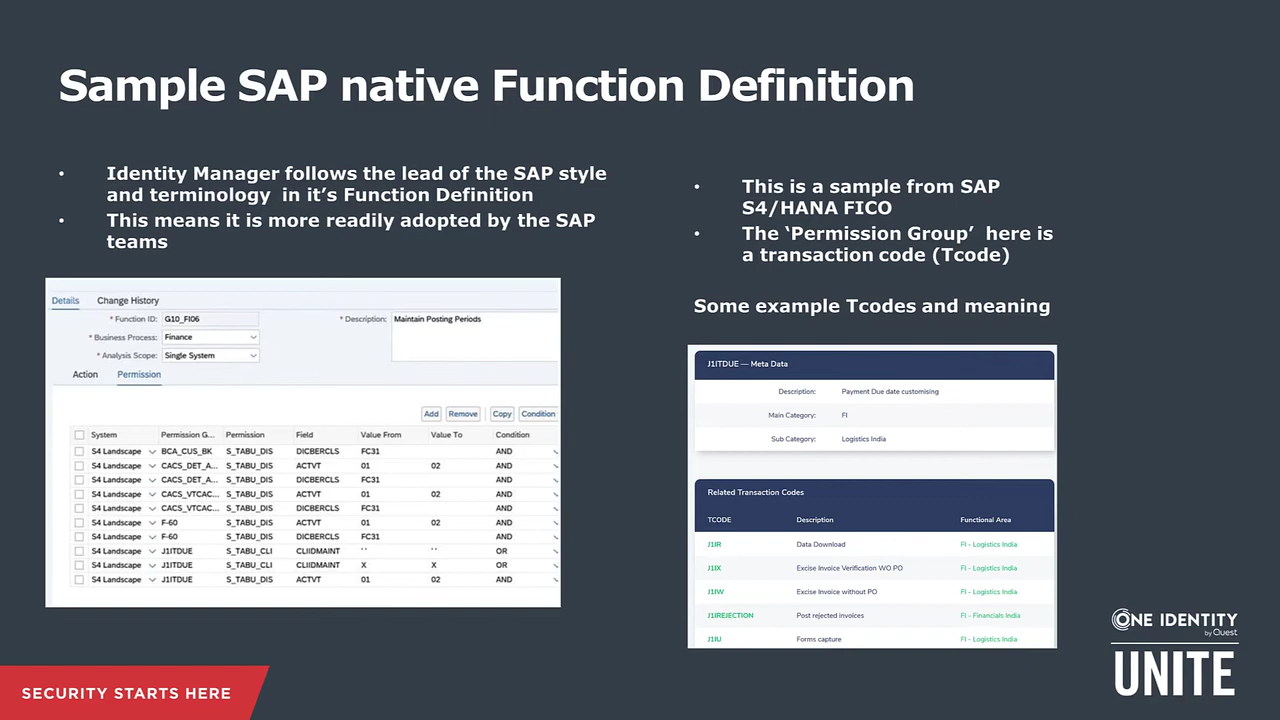 Sample SAP native Function Definition
• Identity Manager follows the lead of the SAP style
and terminology in it’s Function Definition
• This means it is more readily adopted by the SAP
teams
• This is a sample from SAP
S4/HANA FICO
• The ‘Permission Group’ here is
a transaction code (Tcode)
Some example Tcodes and meaning
Details Change History
* Function ID: G10_FI06 * Description: Maintain Posting Periods
* Business Process: Finance
* Analysis Scope: Single System
Action Permission
Add Remove Copy Condition
System Permission G... Permission Field Value From Value To Condition
S4 Landscape BCA_CUS_BK S_TABU_DIS DICBERCLS FC31 AND
S4 Landscape CACS_DET_A... S_TABU_DIS ACTVT 01 02 AND
S4 Landscape CACS_DET_A... S_TABU_DIS DICBERCLS FC31 AND
S4 Landscape CACS_VTCAC... S_TABU_DIS ACTVT 01 02 AND
S4 Landscape CACS_VTCAC... S_TABU_DIS DICBERCLS FC31 AND
S4 Landscape F-60 S_TABU_DIS ACTVT 01 02 AND
S4 Landscape F-60 S_TABU_DIS DICBERCLS FC31 AND
S4 Landscape J1ITDUE S_TABU_CLI CLIIDMAINT '' '' OR
S4 Landscape J1ITDUE S_TABU_CLI CLIIDMAINT X X OR
S4 Landscape J1ITDUE S_TABU_DIS ACTVT 01 02 AND
J1ITDUE — Meta Data
Description: Payment Due date customising
Main Category: FI
Sub Category: Logistics India
Related Transaction Codes
TCODE Description Functional Area
J1IR Data Download FI - Logistics India
J1IX Excise Invoice Verification WO PO FI - Logistics India
J1IW Excise Invoice without PO FI - Logistics India
J1IREJECTION Post rejected invoices FI - Financials India
J1IU Forms capture FI - Logistics India
ONE IDENTITY
by Quest
UNITE
SECURITY STARTS HERE